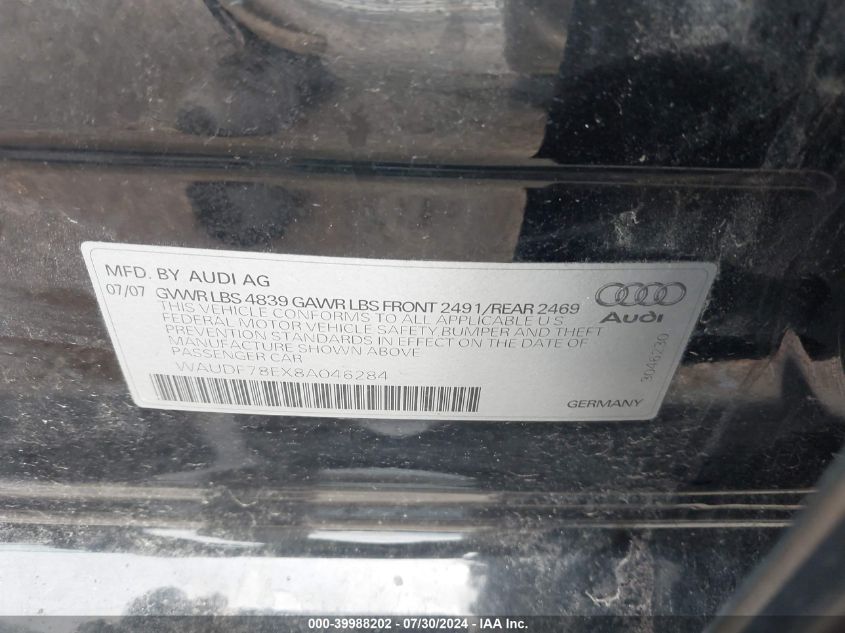 MFD. BY AUDI AG
07/07 GVWR LBS 4839 GAWR LBS FRONT 2491/REAR 2469
THIS VEHICLE CONFORMS TO ALL APPLICABLE U.S.
FEDERAL MOTOR VEHICLE SAFETY BUMPER AND THEFT
PREVENTION STANDARDS IN EFFECT ON THE DATE OF
MANUFACTURE SHOWN ABOVE
PASSENGER CAR
WAUDF78EX8A046284
Audi
3046230
GERMANY
000-39988202 - 07/30/2024 - IAA Inc.